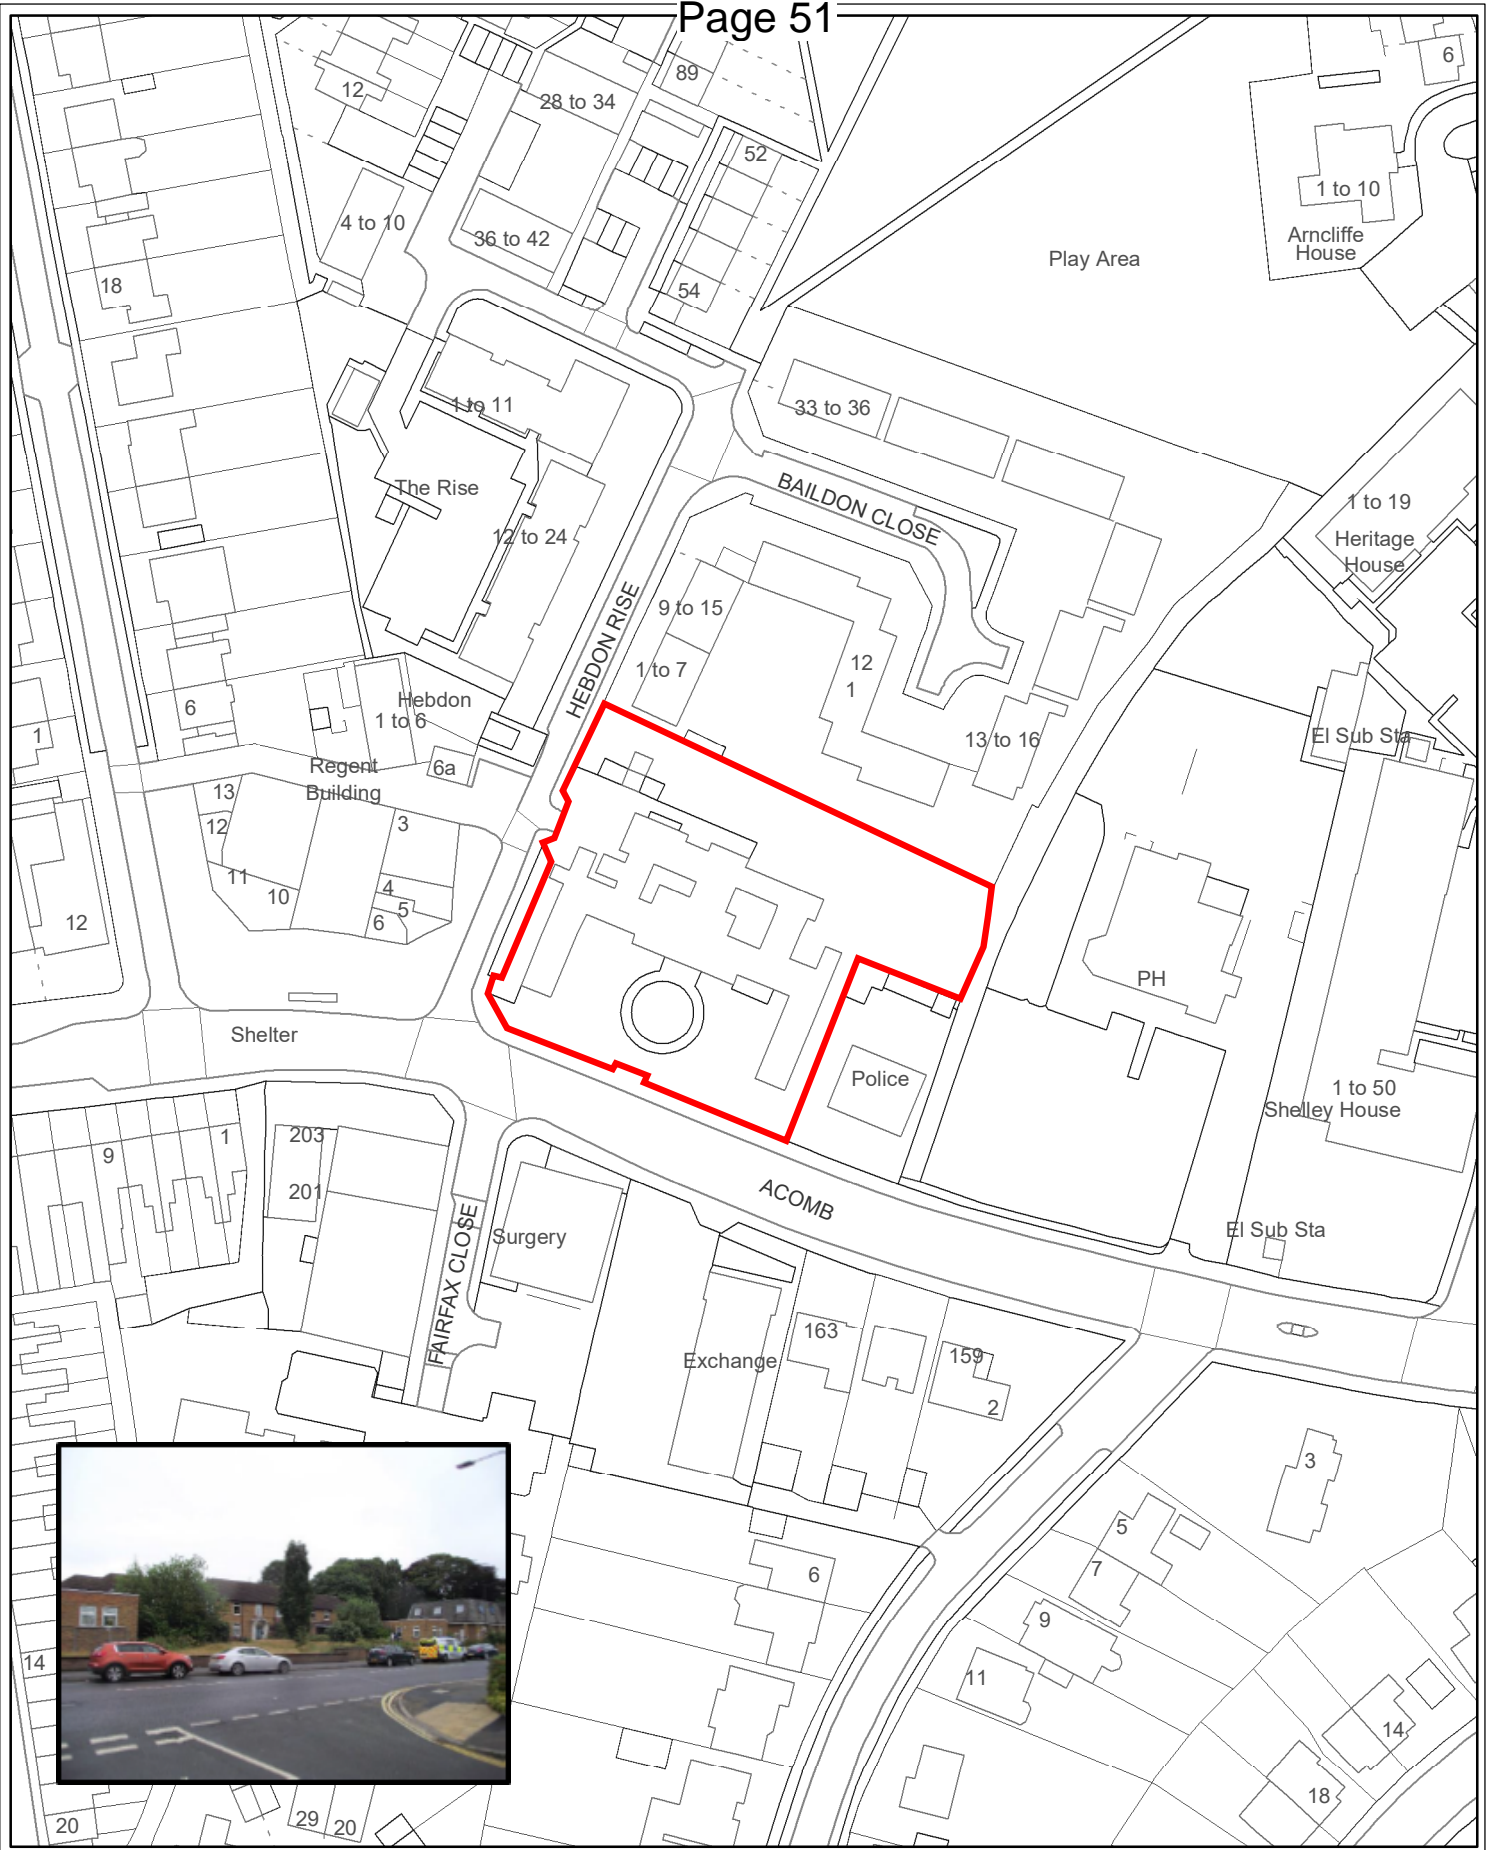 Page 51
89
6
12
28 to 34
52
1 to 10
4 to 10
36 to 42
Arncliffe
House
Play Area
18
54
1 to 11
33 to 36
The Rise
BAILDON CLOSE
1 to 19
12 to 24
Heritage
House
HEBDON RISE
9 to 15
1 to 7
12
1
6
Hebdon
1 to 6
1
13 to 16
El Sub Sta
6a
Regent
Building
13
12
3
11
10
4
5
6
12
PH
Shelter
Police
1 to 50
Shelley House
203
1
9
201
ACOMB
FAIRFAX CLOSE
Surgery
El Sub Sta
163
Exchange
159
2
3
5
7
6
9
14
11
14
18
29
20
20